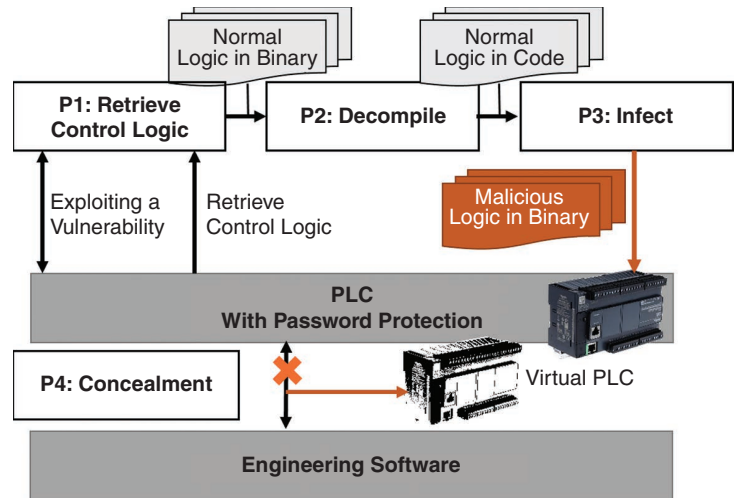 Normal
Logic in Binary
Normal
Logic in Code
P1: Retrieve
Control Logic
P2: Decompile
P3: Infect
Exploiting a
Vulnerability
Retrieve
Control Logic
Malicious
Logic in Binary
PLC
With Password Protection
P4: Concealment
Virtual PLC
Engineering Software